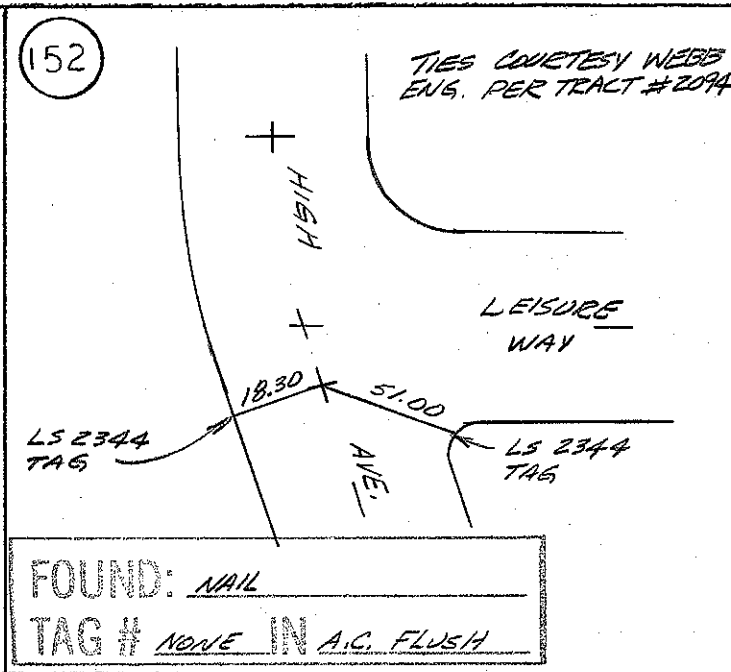 152
TIES COURTESY WEBB
ENG. PER TRACT #2094
HIGH
LEISURE
WAY
18.30
51.00
LS 2344
TAG
LS 2344
TAG
AVE.
FOUND: NAIL
TAG # NONE IN A.C. FLUSH